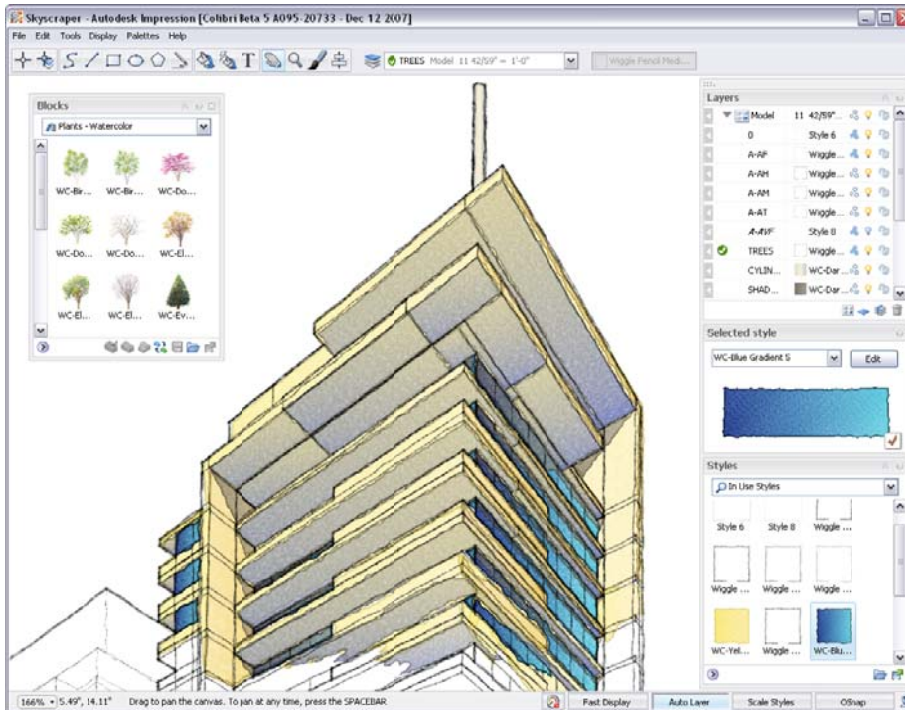 Skyscraper - Autodesk Impression [Colibri Beta 5 A095-20733 - Dec 12 2007]
File Edit Tools Display Palettes Help
TREES Model 11 42/59" = 1'-0"
Wiggle Pencil Medi...
Blocks
Plants - Watercolor
WC-Bir... WC-Bir... WC-Do...
WC-Do... WC-Do... WC-El...
WC-El... WC-El... WC-Ev...
Layers
Model 11 42/59"...
0 Style 6
A-AF Wiggle...
A-AH Wiggle...
A-AM Wiggle...
A-AT Wiggle...
Style 8
TREES Wiggle...
CYLIN... WC-Dar...
SHAD... WC-Dar...
Selected style
WC-Blue Gradient S
Edit
Styles
In Use Styles
Style 6 Style 8 Wiggle ...
Wiggle ... Wiggle ... Wiggle ...
WC-Yel... Wiggle ... WC-Blu...
166% 5.49", 14.11" Drag to pan the canvas. To pan at any time, press the SPACEBAR
Fast Display Auto Layer Scale Styles OSnap